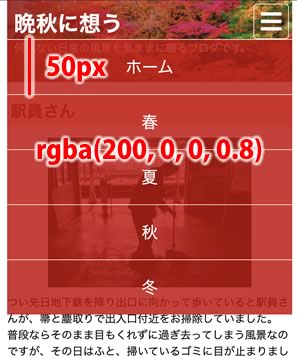 晩秋に想う
何気ない日常の風景を気ままに綴るブログです。
ホーム
50px
駅員さん
春
rgba(200, 0, 0, 0.8)
夏
秋
冬
つい先日地下鉄を降り出口に向かって歩いていると駅員さ
んが、箒と塵取りで出入口付近をお掃除していました。
普段ならそのまま目もくれずに過ぎ去ってしまう風景なの
ですが、その日はふと、掃いているゴミに目が止まりまし